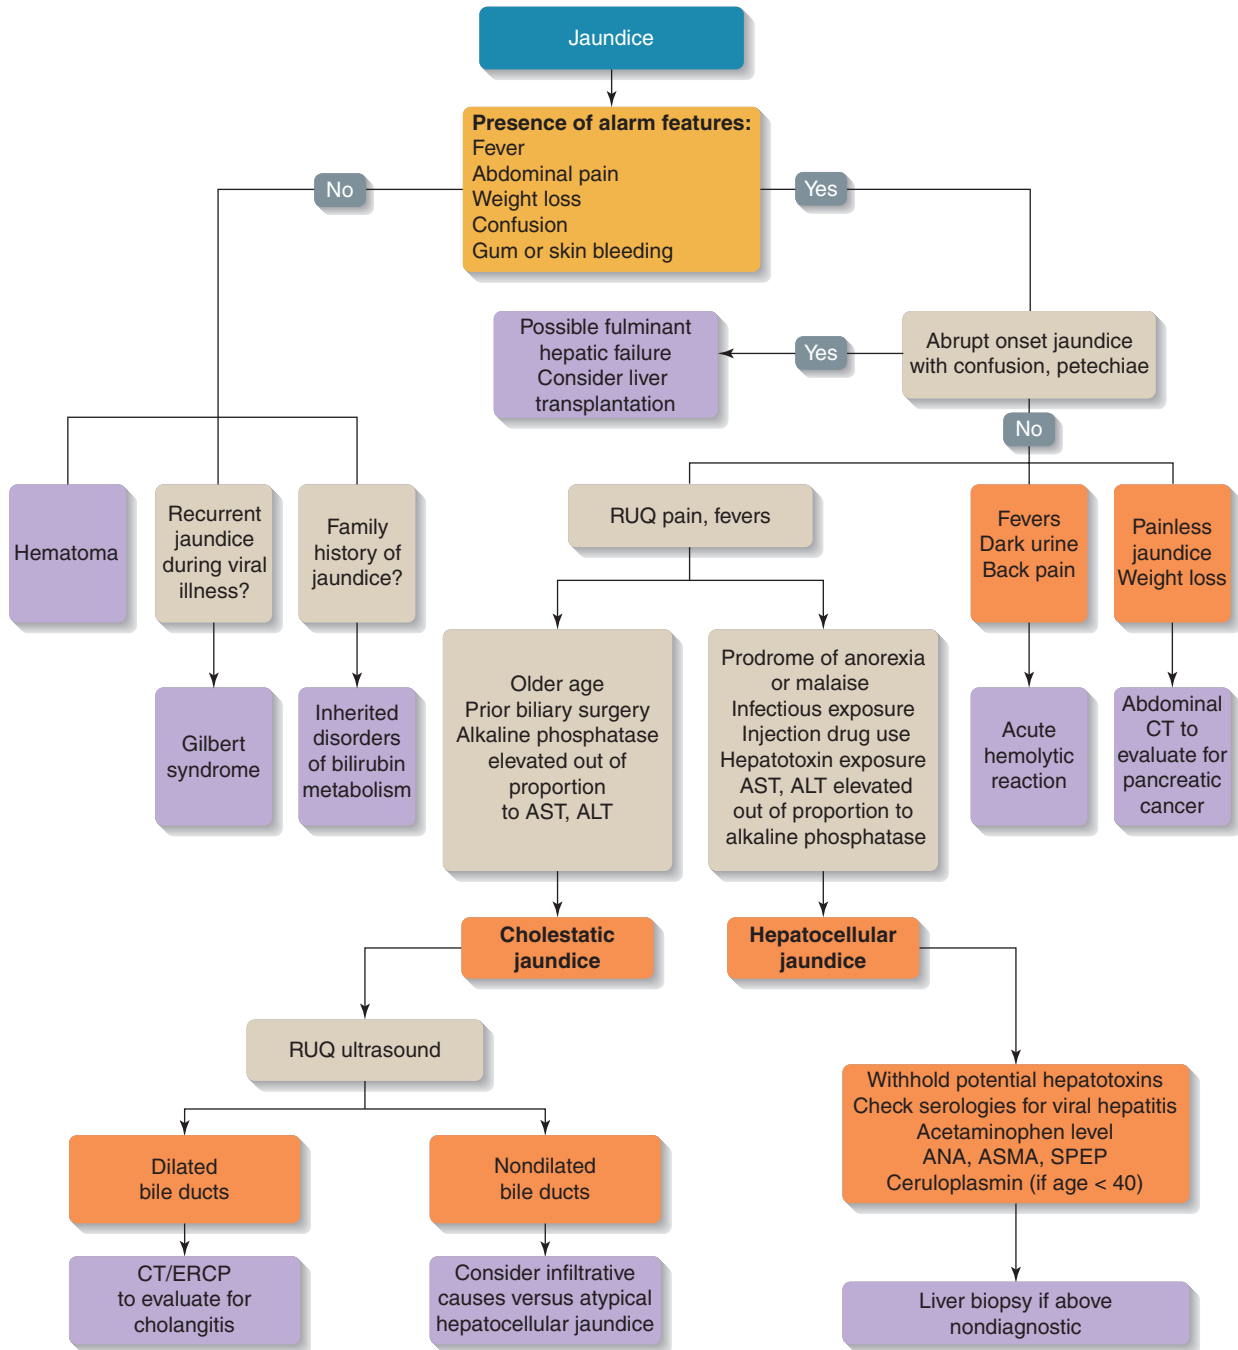 Jaundice
Presence of alarm features:
Fever
Abdominal pain
Weight loss
Confusion
Gum or skin bleeding
No
Yes
Possible fulminant
hepatic failure
Consider liver
transplantation
Yes
Abrupt onset jaundice
with confusion, petechiae
No
Hematoma
Recurrent
jaundice
during viral
illness?
Family
history of
jaundice?
RUQ pain, fevers
Fevers
Dark urine
Back pain
Painless
jaundice
Weight loss
Gilbert
syndrome
Inherited
disorders
of bilirubin
metabolism
Older age
Prior biliary surgery
Alkaline phosphatase
elevated out of
proportion
to AST, ALT
Prodrome of anorexia
or malaise
Infectious exposure
Injection drug use
Hepatotoxin exposure
AST, ALT elevated
out of proportion to
alkaline phosphatase
Acute
hemolytic
reaction
Abdominal
CT to
evaluate for
pancreatic
cancer
Cholestatic
jaundice
Hepatocellular
jaundice
RUQ ultrasound
Withhold potential hepatotoxins
Check serologies for viral hepatitis
Acetaminophen level
ANA, ASMA, SPEP
Ceruloplasmin (if age < 40)
Dilated
bile ducts
Nondilated
bile ducts
CT/ERCP
to evaluate for
cholangitis
Consider infiltrative
causes versus atypical
hepatocellular jaundice
Liver biopsy if above
nondiagnostic